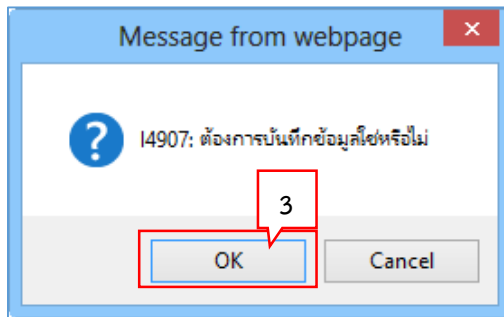 Message from webpage
I4907: ต้องการบันทึกข้อมูลใช่หรือไม่
3
OK
Cancel